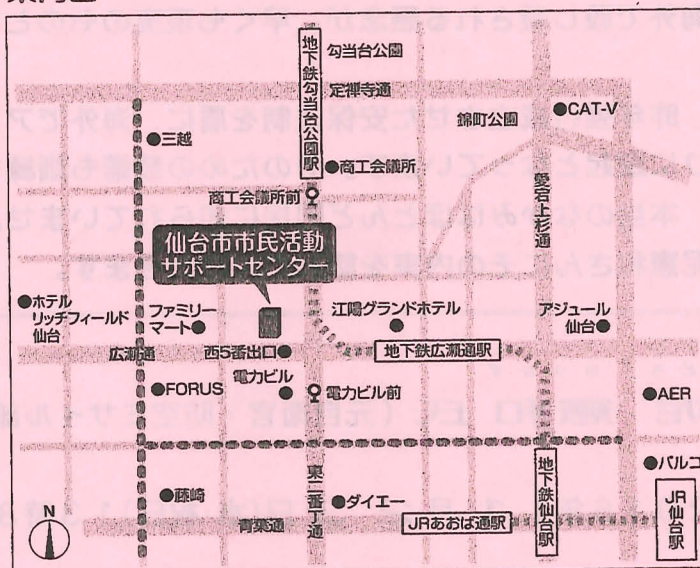 地下鉄勾当台公園駅
勾当台公園
定禅寺通
錦町公園
●CAT-V
●三越
●商工会議所
商工会議所前
愛宕上杉通
仙台市市民活動
サポートセンター
●ホテル
リッチフィールド
仙台
ファミリー
マート●
江陽グランドホテル
●
アジュール
仙台●
広瀬通
西5番出口●
地下鉄広瀬通駅
●FORUS
電力ビル
●
電力ビル前
●AER
●パルコ
●藤崎
東二番丁通
●ダイエー
地下鉄仙台駅
JR
仙台駅
青葉通
JRあおば通駅
N